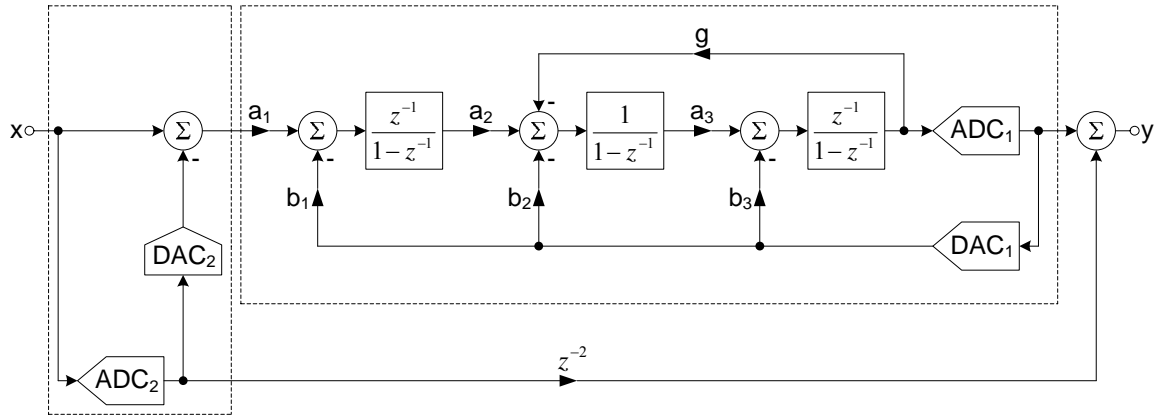 g
x
Σ
-
a₁
Σ
-
z⁻¹
1 − z⁻¹
a₂
-
Σ
-
1
1 − z⁻¹
a₃
Σ
-
z⁻¹
1 − z⁻¹
ADC₁
Σ
y
b₁
b₂
b₃
DAC₂
DAC₁
ADC₂
z⁻²